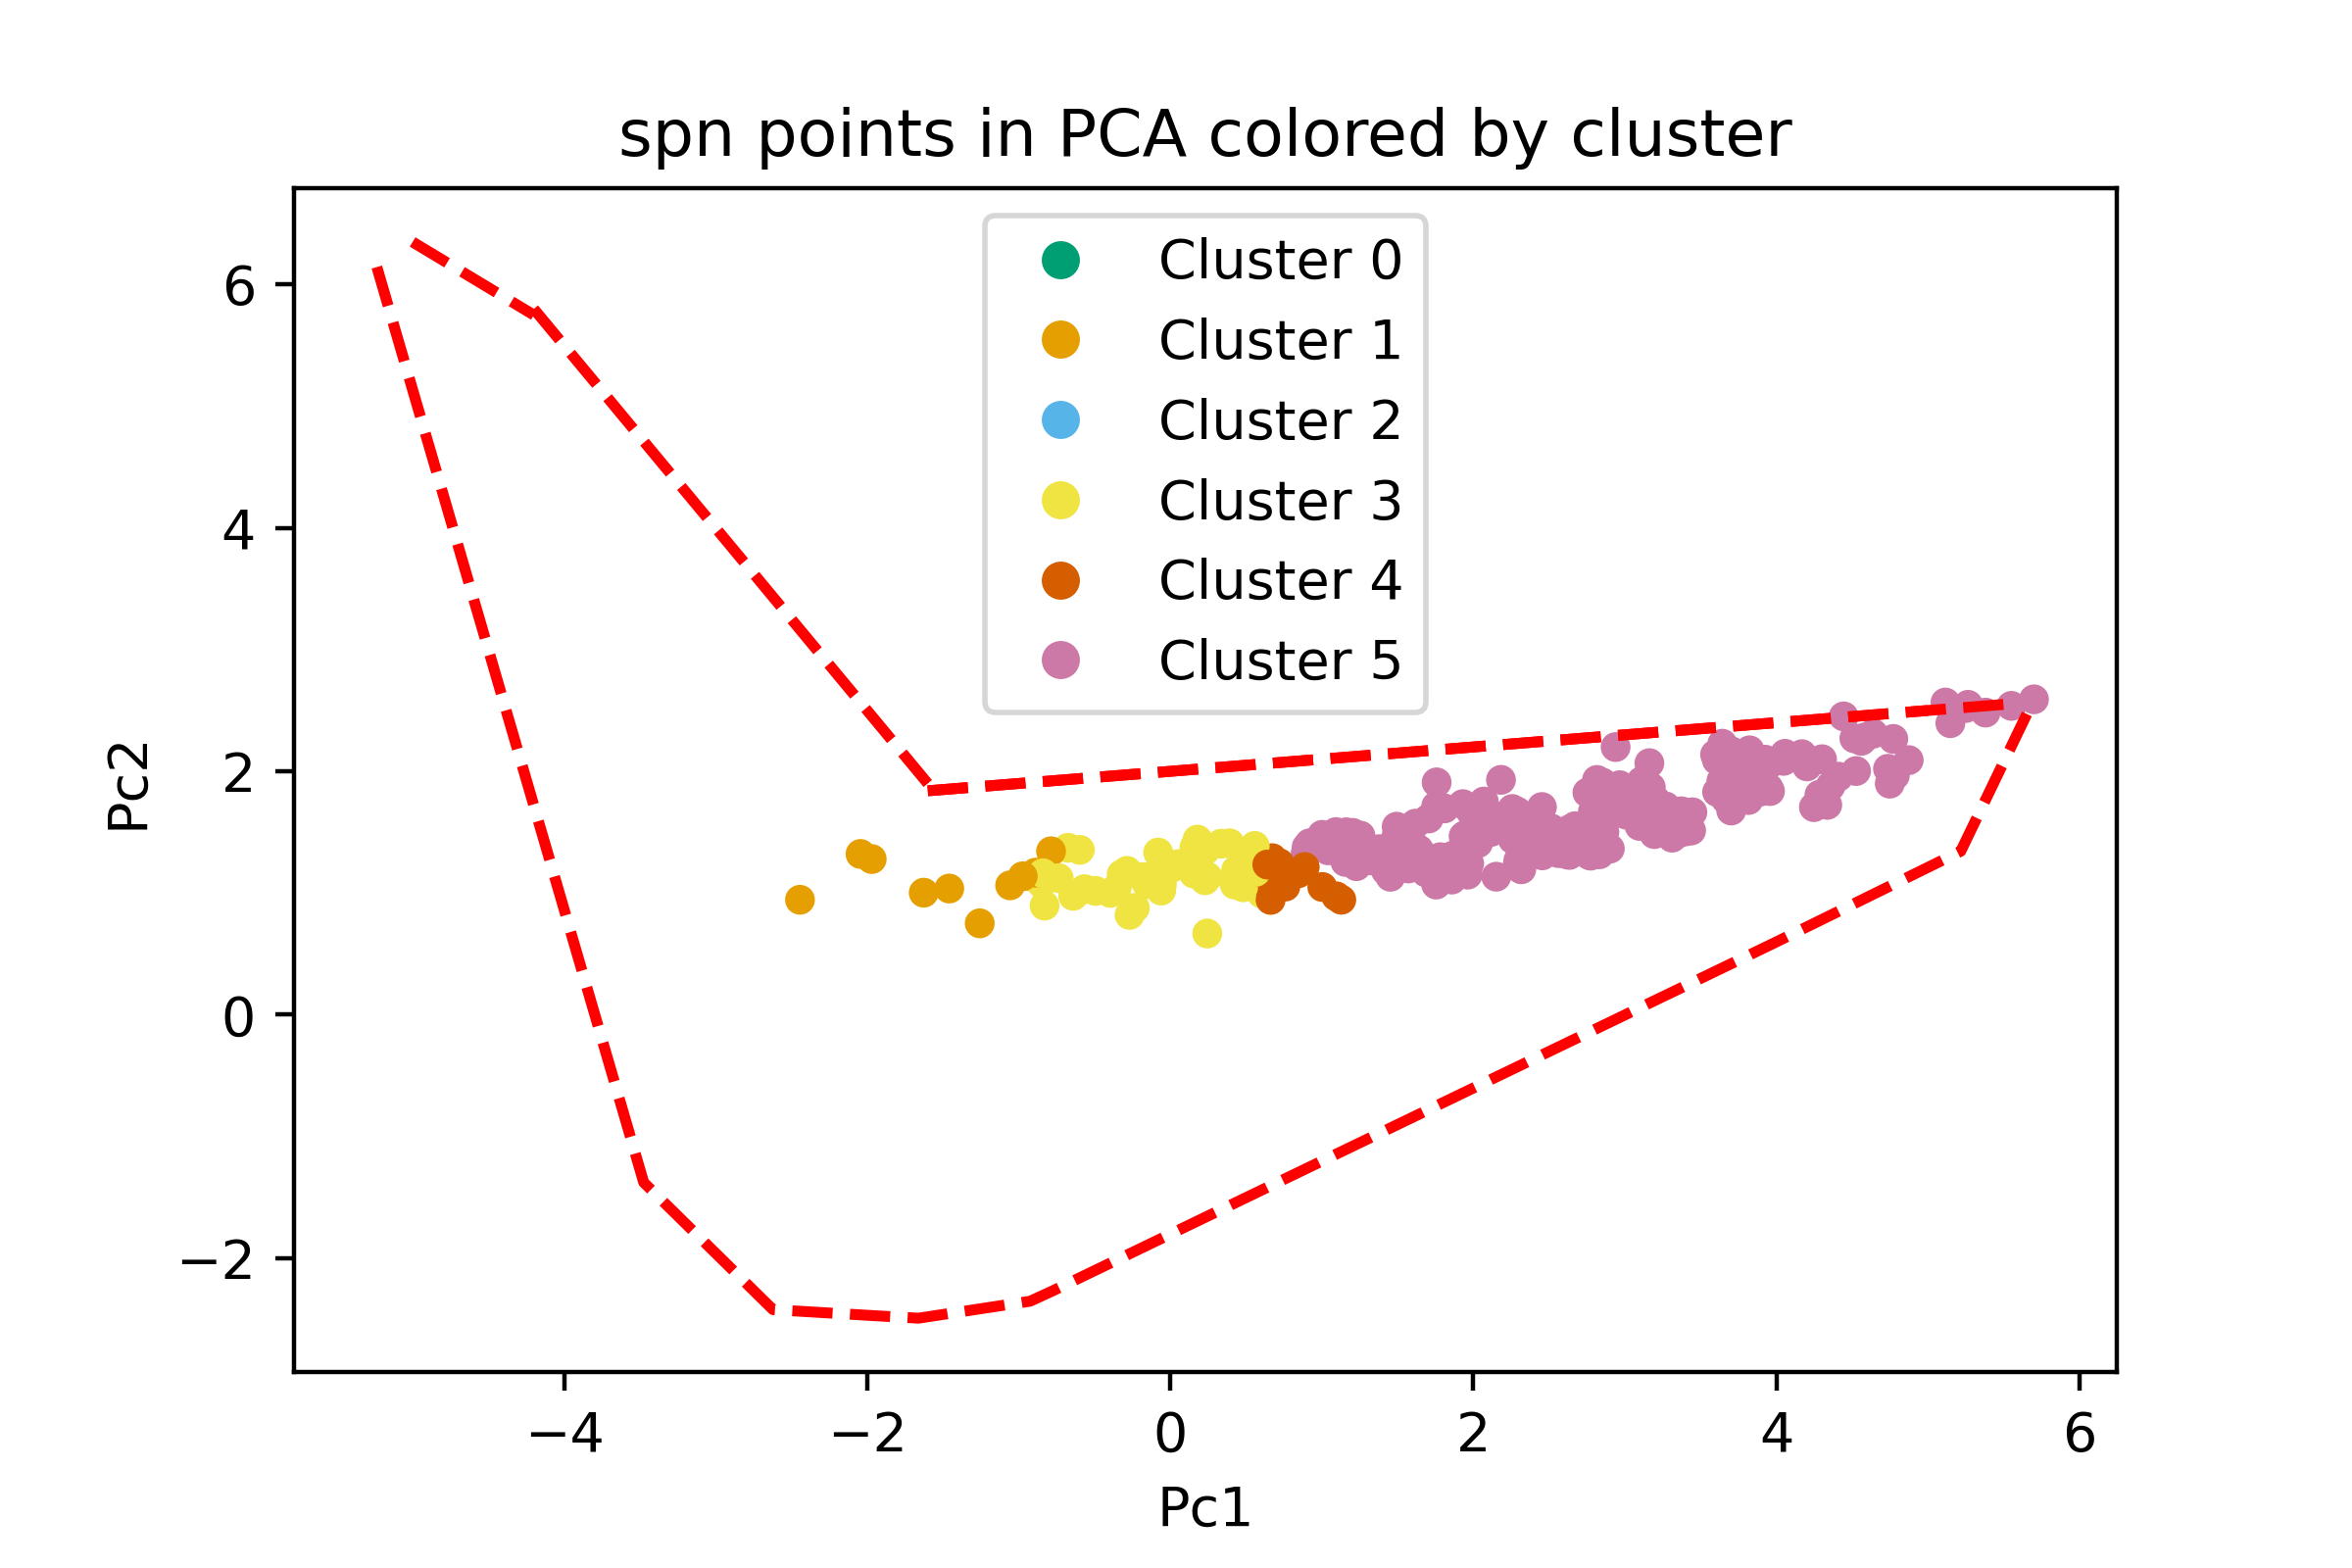 spn points in PCA colored by cluster
Cluster 0
Cluster 1
Cluster 2
Cluster 3
Cluster 4
Cluster 5
6
4
2
0
−2
Pc2
−4 −2 0 2 4 6
Pc1